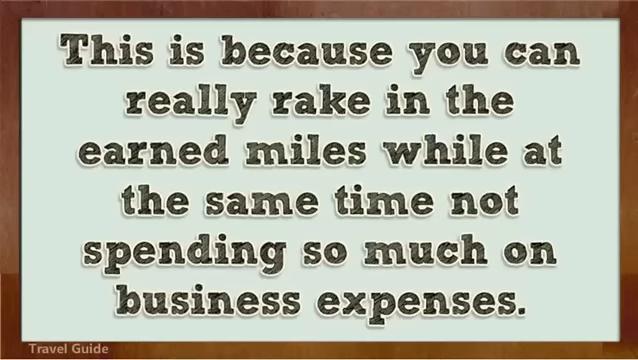 This is because you can
really rake in the
earned miles while at
the same time not
spending so much on
business expenses.
Travel Guide